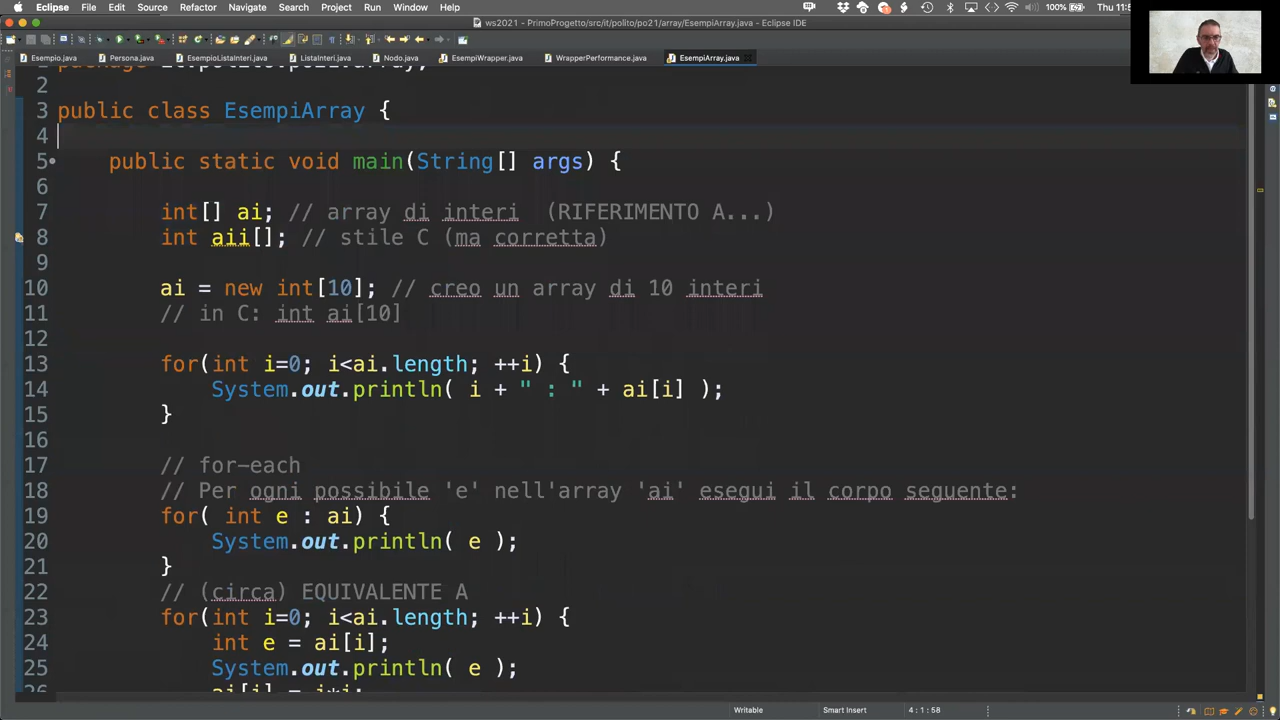 Eclipse File Edit Source Refactor Navigate Search Project Run Window Help 100% Thu 11:5
ws2021 - PrimoProgetto/src/it/polito/po21/array/EsempiArray.java - Eclipse IDE
Esempio.java Persona.java EsempioListaInteri.java ListaInteri.java Nodo.java EsempiWrapper.java WrapperPerformance.java EsempiArray.java
2
3 public class EsempiArray {
4
5 public static void main(String[] args) {
6
7 int[] ai; // array di interi (RIFERIMENTO A...)
8 int aii[]; // stile C (ma corretta)
9
10 ai = new int[10]; // creo un array di 10 interi
11 // in C: int ai[10]
12
13 for(int i=0; i<ai.length; ++i) {
14 System.out.println( i + " : " + ai[i] );
15 }
16
17 // for-each
18 // Per ogni possibile 'e' nell'array 'ai' esegui il corpo seguente:
19 for( int e : ai) {
20 System.out.println( e );
21 }
22 // (circa) EQUIVALENTE A
23 for(int i=0; i<ai.length; ++i) {
24 int e = ai[i];
25 System.out.println( e );
26 ai[i] = i*i;
Writable Smart Insert 4 : 1 : 58